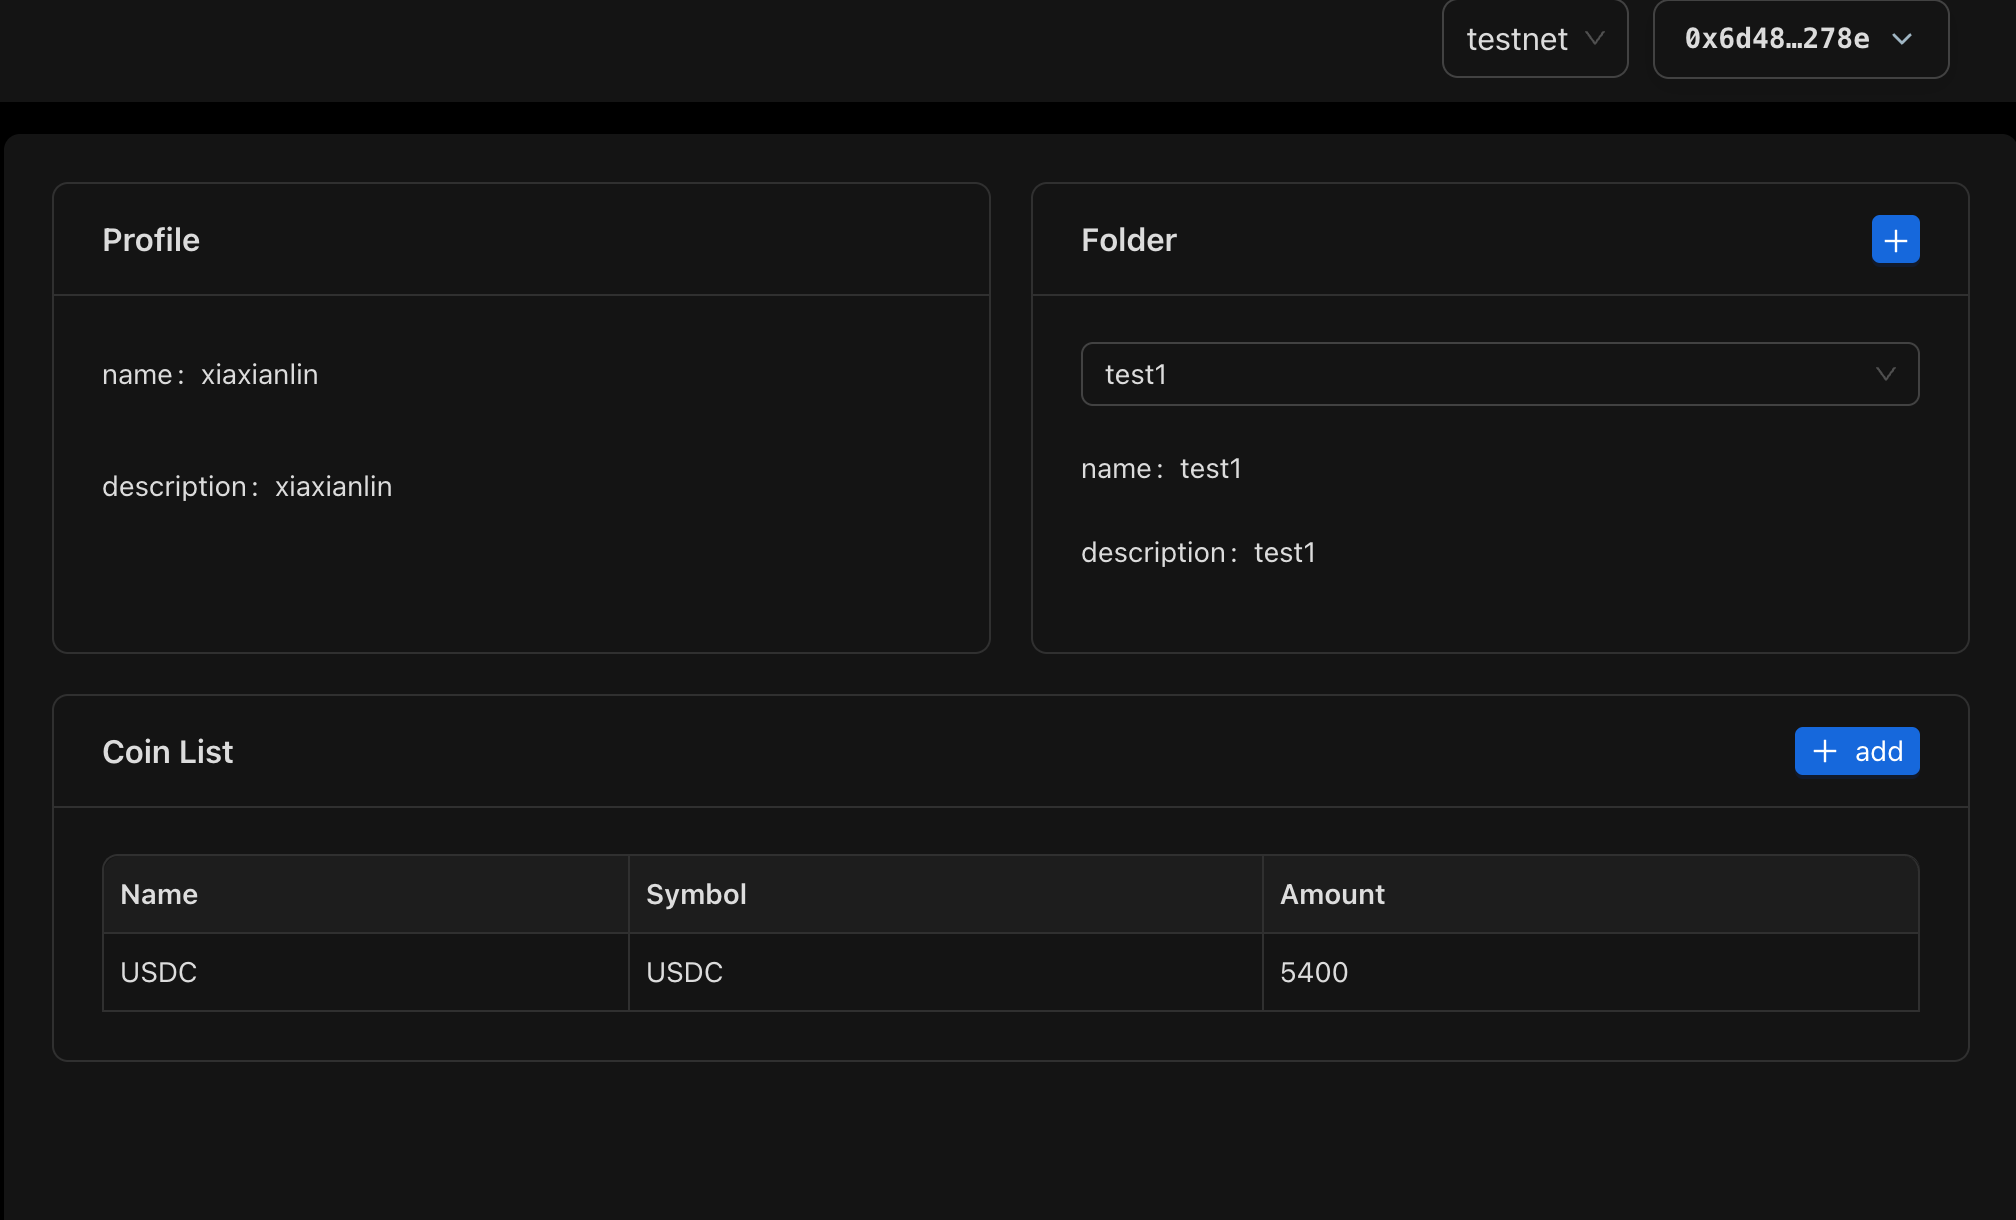 testnet
0x6d48…278e
Profile
Folder
name: xiaxianlin
description: xiaxianlin
test1
name: test1
description: test1
Coin List
+ add
Name Symbol Amount
USDC USDC 5400